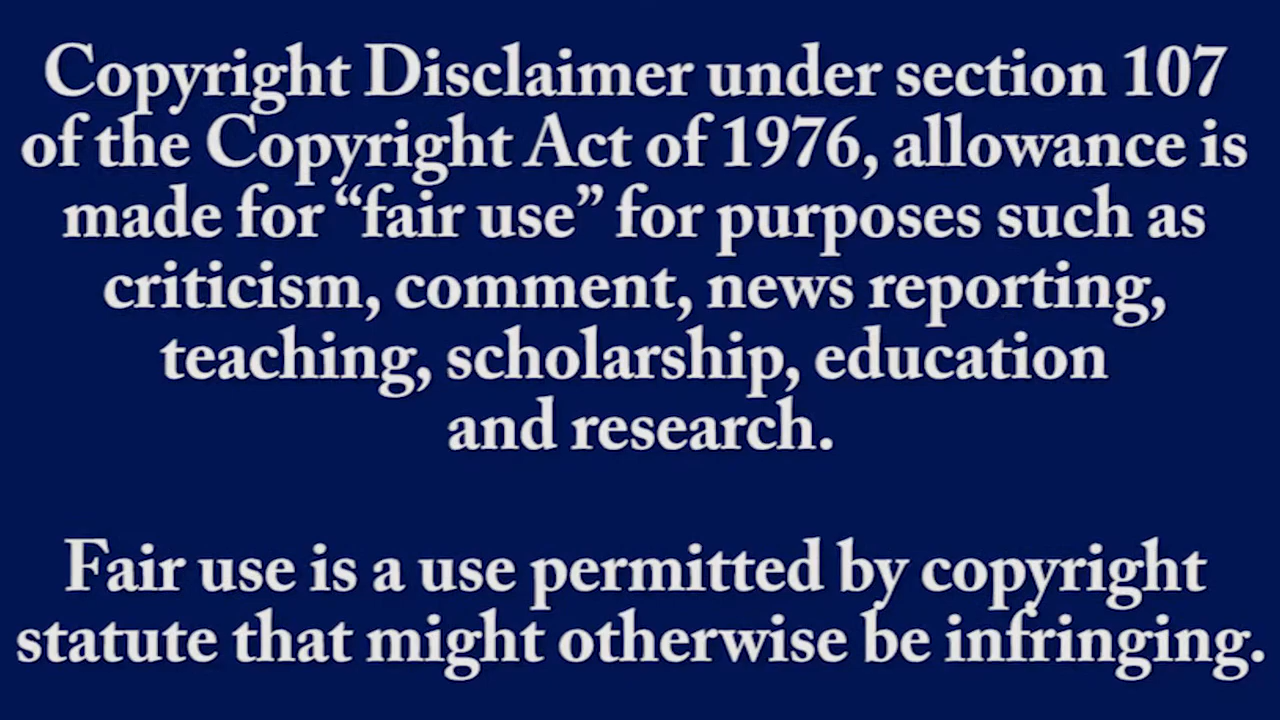 Copyright Disclaimer under section 107
of the Copyright Act of 1976, allowance is
made for “fair use” for purposes such as
criticism, comment, news reporting,
teaching, scholarship, education
and research.
Fair use is a use permitted by copyright
statute that might otherwise be infringing.